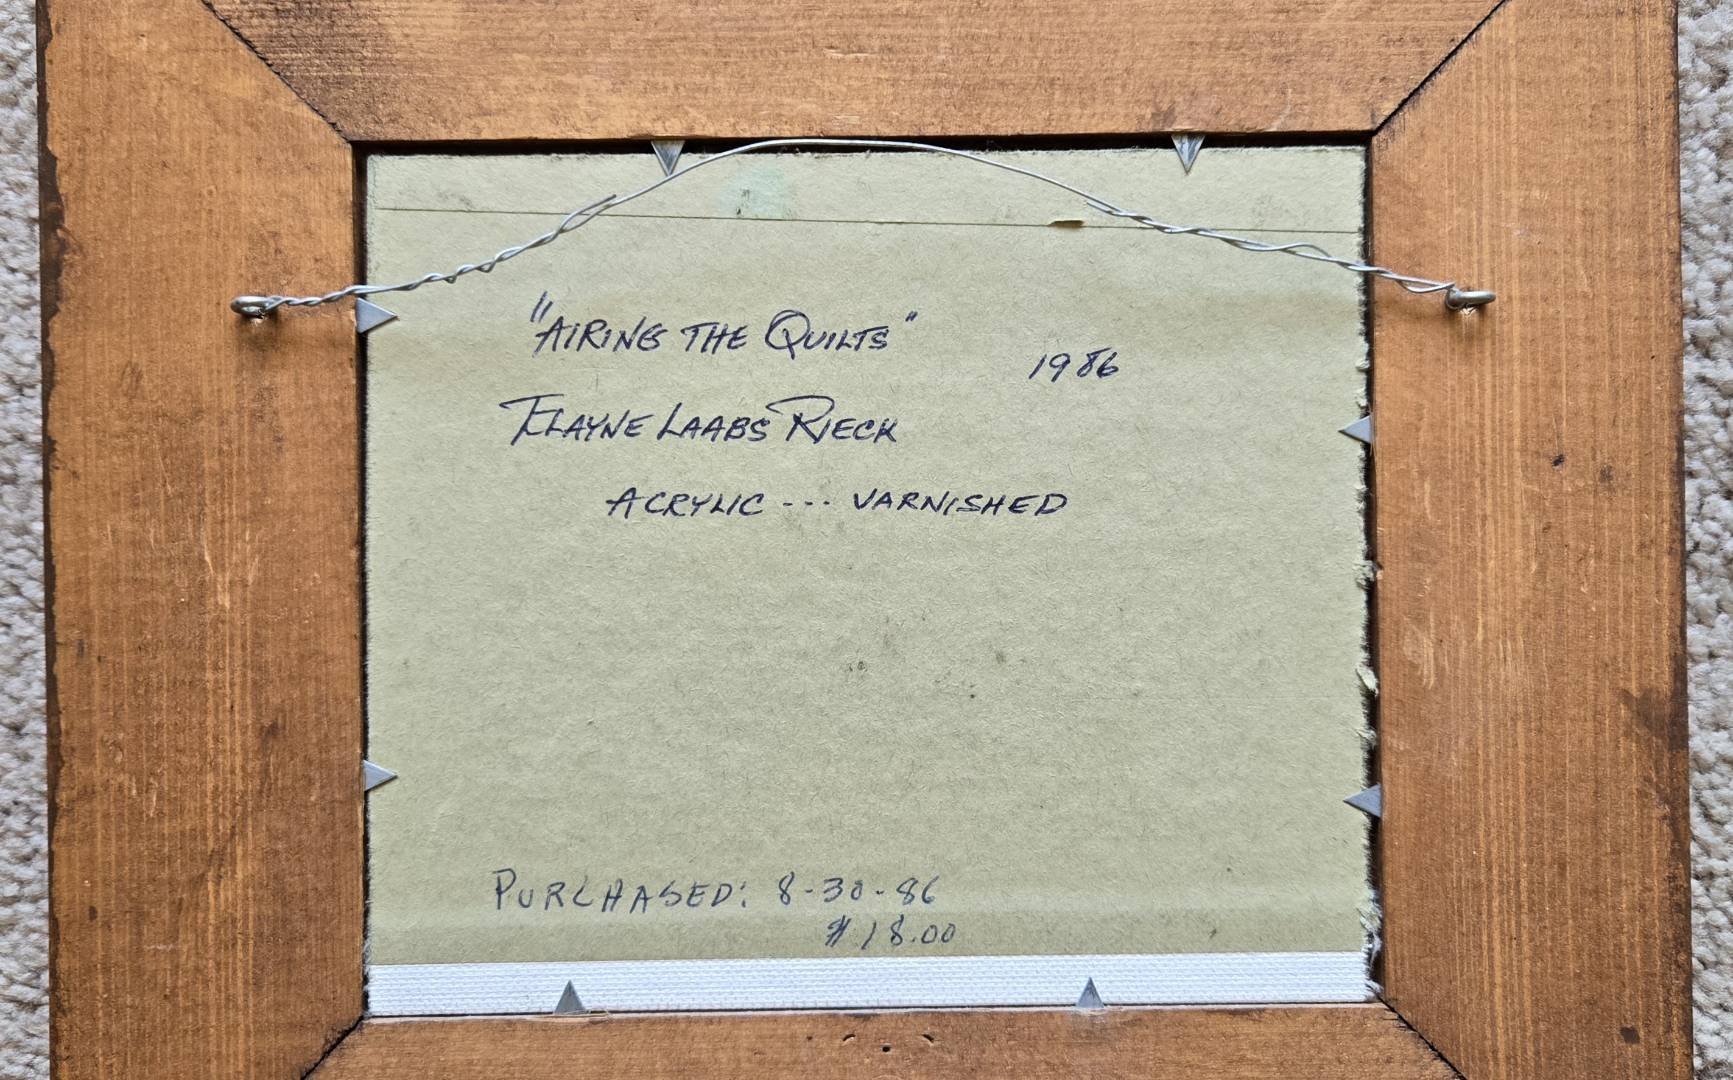 "AIRING THE QUILTS"
1986
ELAYNE LAABS RIECK
ACRYLIC --- VARNISHED
PURCHASED: 8-30-86
$18.00